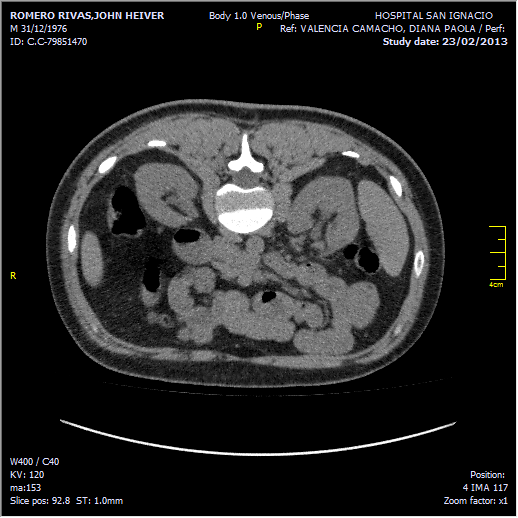 ROMERO RIVAS,JOHN HEIVER
M 31/12/1976
ID: C.C-79851470
Body 1.0 Venous/Phase
P
HOSPITAL SAN IGNACIO
Ref: VALENCIA CAMACHO, DIANA PAOLA / Perf:
Study date: 23/02/2013
R
4cm
W400 / C40
KV: 120
ma:153
Slice pos: 92.8 ST: 1.0mm
Position:
4 IMA 117
Zoom factor: x1